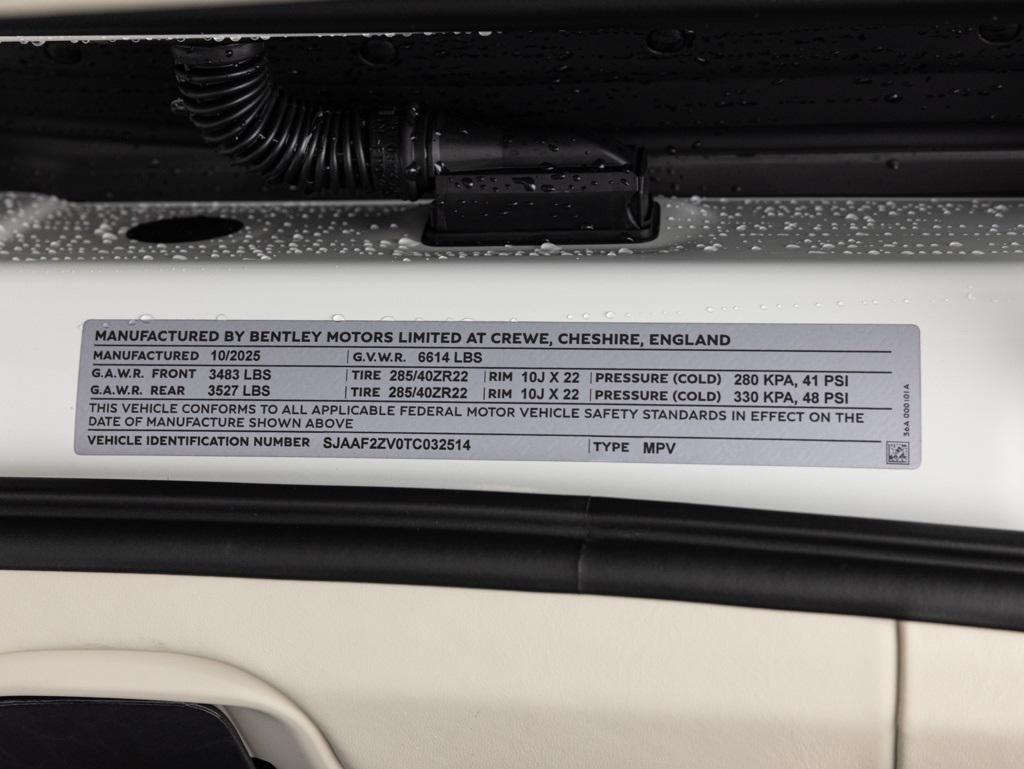 MANUFACTURED BY BENTLEY MOTORS LIMITED AT CREWE, CHESHIRE, ENGLAND
MANUFACTURED 10/2025 G.V.W.R. 6614 LBS
G.A.W.R. FRONT 3483 LBS TIRE 285/40ZR22 RIM 10J X 22 PRESSURE (COLD) 280 KPA, 41 PSI
G.A.W.R. REAR 3527 LBS TIRE 285/40ZR22 RIM 10J X 22 PRESSURE (COLD) 330 KPA, 48 PSI
THIS VEHICLE CONFORMS TO ALL APPLICABLE FEDERAL MOTOR VEHICLE SAFETY STANDARDS IN EFFECT ON THE
DATE OF MANUFACTURE SHOWN ABOVE
VEHICLE IDENTIFICATION NUMBER SJAAF2ZV0TC032514 TYPE MPV
36A 000101A